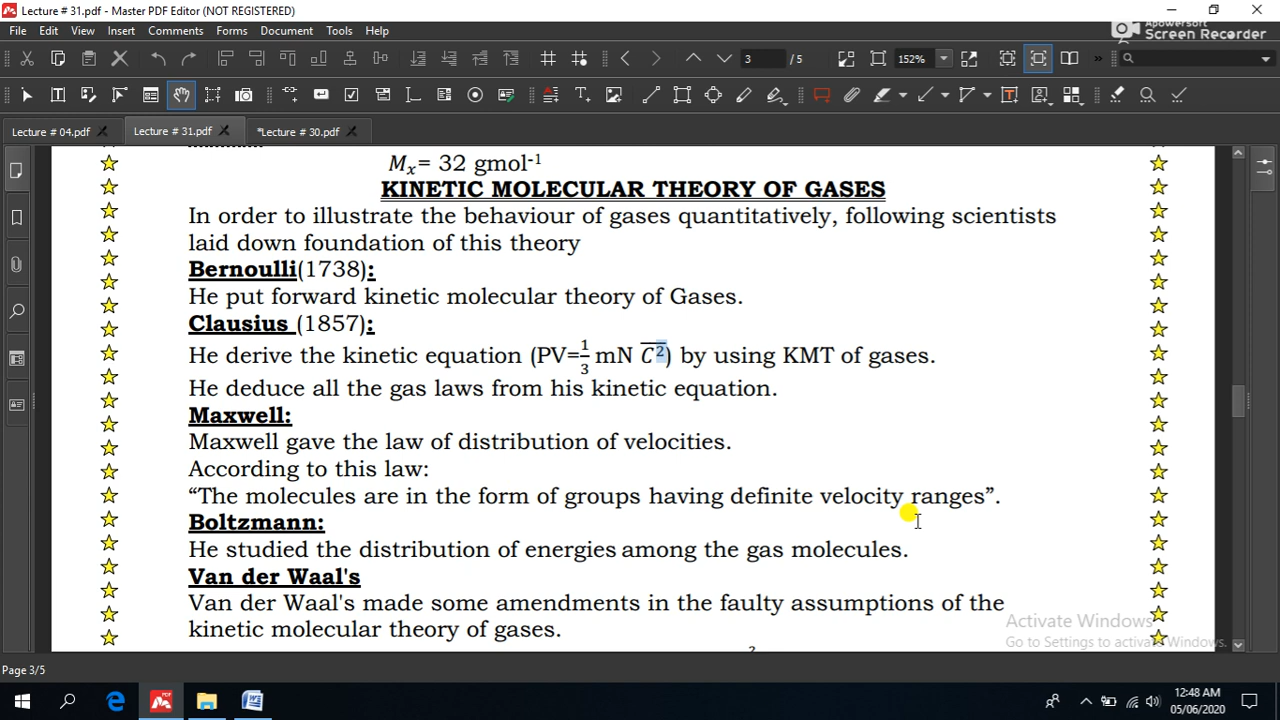 Lecture # 31.pdf - Master PDF Editor (NOT REGISTERED)
File Edit View Insert Comments Forms Document Tools Help
Apowersoft
Screen Recorder
3 / 5 152%
Lecture # 04.pdf Lecture # 31.pdf *Lecture # 30.pdf
Mx= 32 gmol-1
KINETIC MOLECULAR THEORY OF GASES
In order to illustrate the behaviour of gases quantitatively, following scientists
laid down foundation of this theory
Bernoulli(1738):
He put forward kinetic molecular theory of Gases.
Clausius (1857):
He derive the kinetic equation (PV=1/3 mN C̅²) by using KMT of gases.
He deduce all the gas laws from his kinetic equation.
Maxwell:
Maxwell gave the law of distribution of velocities.
According to this law:
“The molecules are in the form of groups having definite velocity ranges”.
Boltzmann:
He studied the distribution of energies among the gas molecules.
Van der Waal's
Van der Waal's made some amendments in the faulty assumptions of the
kinetic molecular theory of gases.
Activate Windows
Go to Settings to activate Windows.
Page 3/5
12:48 AM
05/06/2020